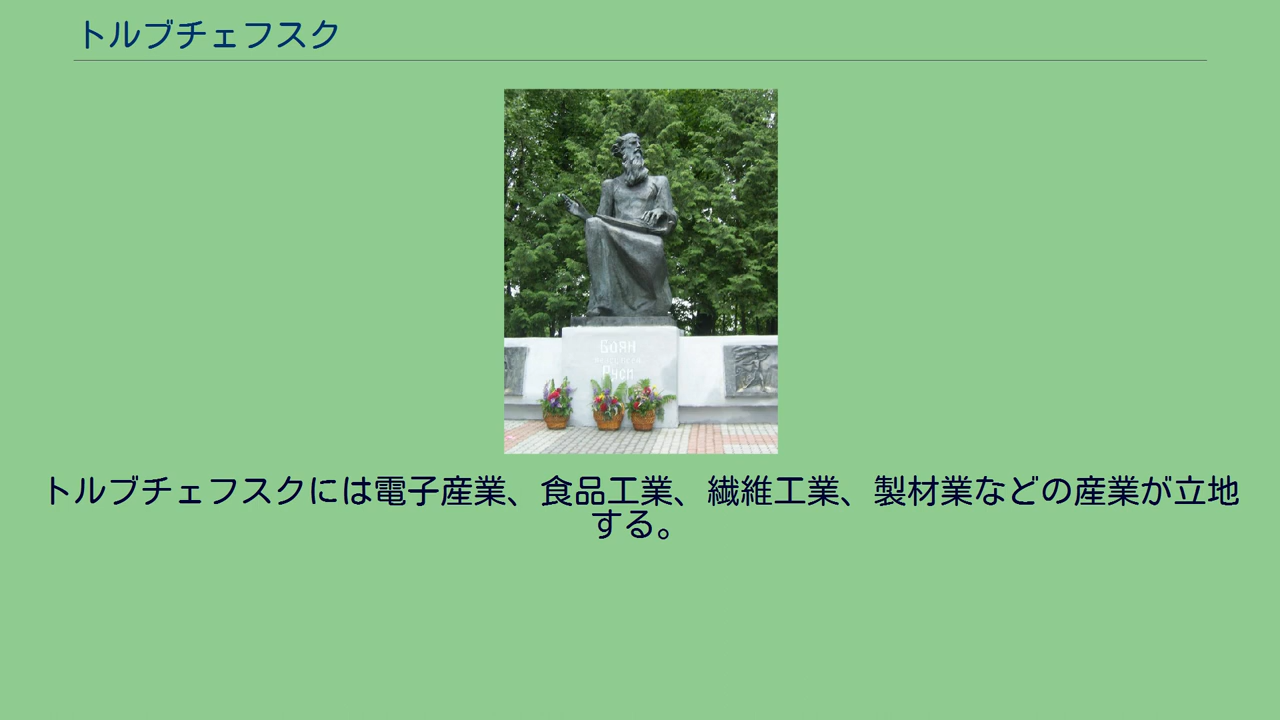 トルブチェフスク
Боян
Руси
トルブチェフスクには電子産業、食品工業、繊維工業、製材業などの産業が立地
する。